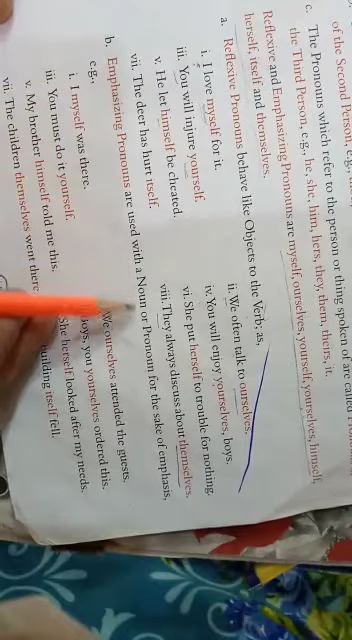 of the Second Person, e.g.,
c. The Pronouns which refer to the person or thing spoken of are called
the Third Person, e.g., he, she, him, hers, they, them, theirs, it.
Reflexive and Emphasizing Pronouns are myself, ourselves, yourself, yourselves, himself,
herself, itself and themselves.
a. Reflexive Pronouns behave like Objects to the Verb; as,
i. I love myself for it. ii. We often talk to ourselves.
iii. You will injure yourself. iv. You will enjoy yourselves, boys.
v. He let himself be cheated. vi. She put herself to trouble for nothing.
vii. The deer has hurt itself. viii. They always discuss about themselves.
b. Emphasizing Pronouns are used with a Noun or Pronoun for the sake of emphasis,
e.g.,
i. I myself was there. We ourselves attended the guests.
iii. You must do it yourself. Boys, you yourselves ordered this.
v. My brother himself told me this. She herself looked after my needs.
vii. The children themselves went there. building itself fell.